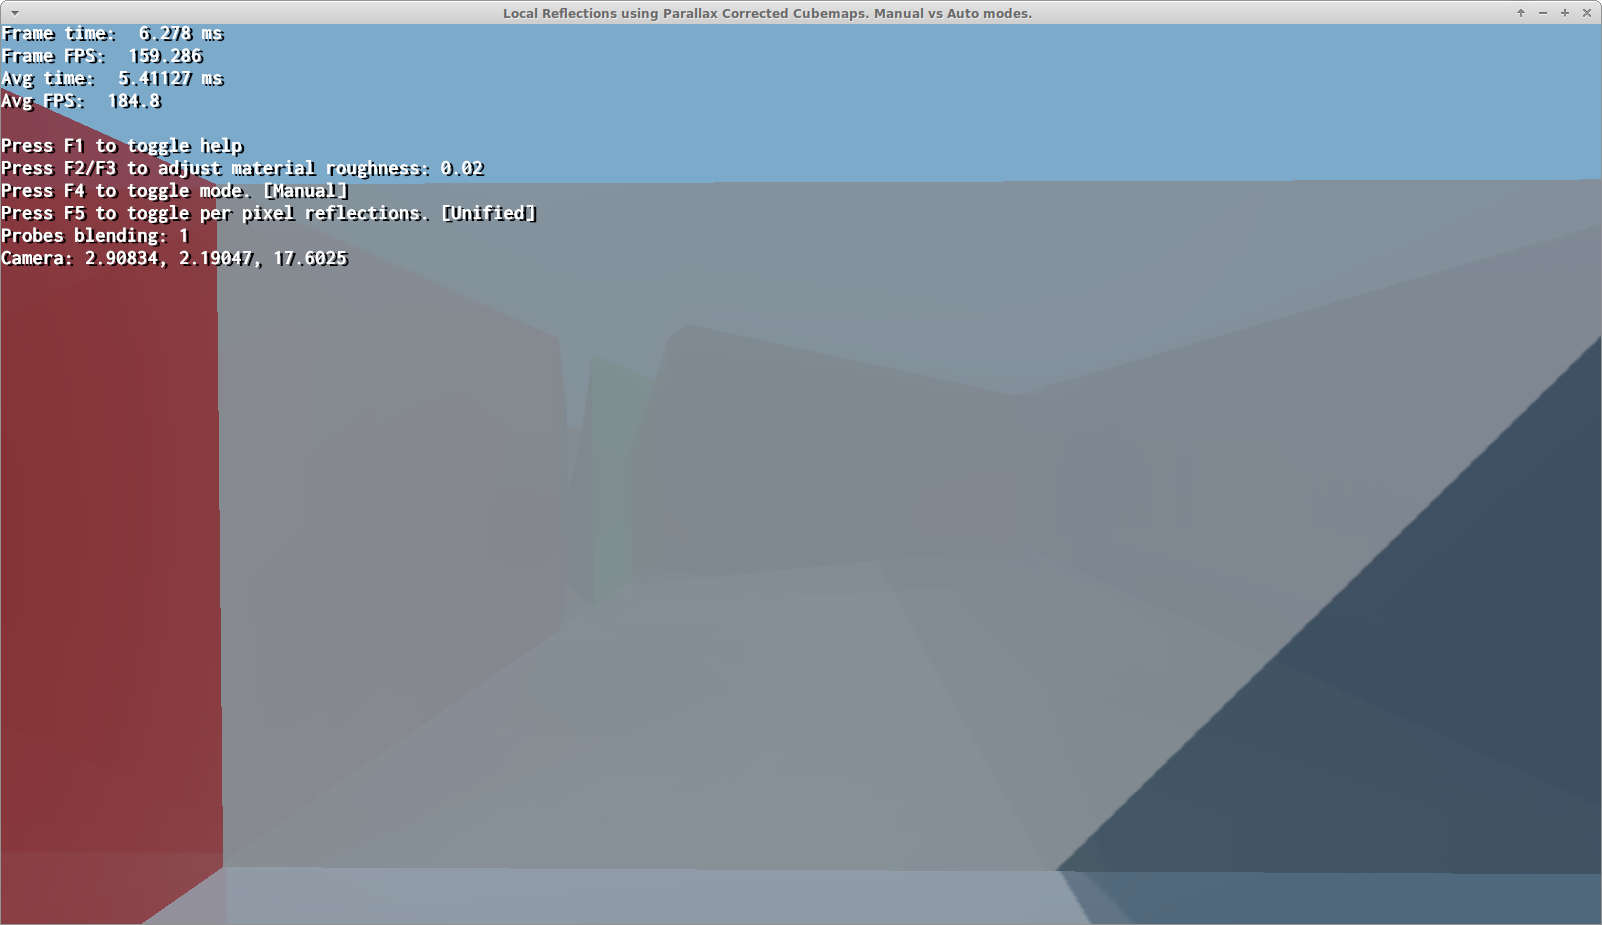 Local Reflections using Parallax Corrected Cubemaps. Manual vs Auto modes.
Frame time: 6.278 ms
Frame FPS: 159.286
Avg time: 5.41127 ms
Avg FPS: 184.8
Press F1 to toggle help
Press F2/F3 to adjust material roughness: 0.02
Press F4 to toggle mode. [Manual]
Press F5 to toggle per pixel reflections. [Unified]
Probes blending: 1
Camera: 2.90834, 2.19047, 17.6025